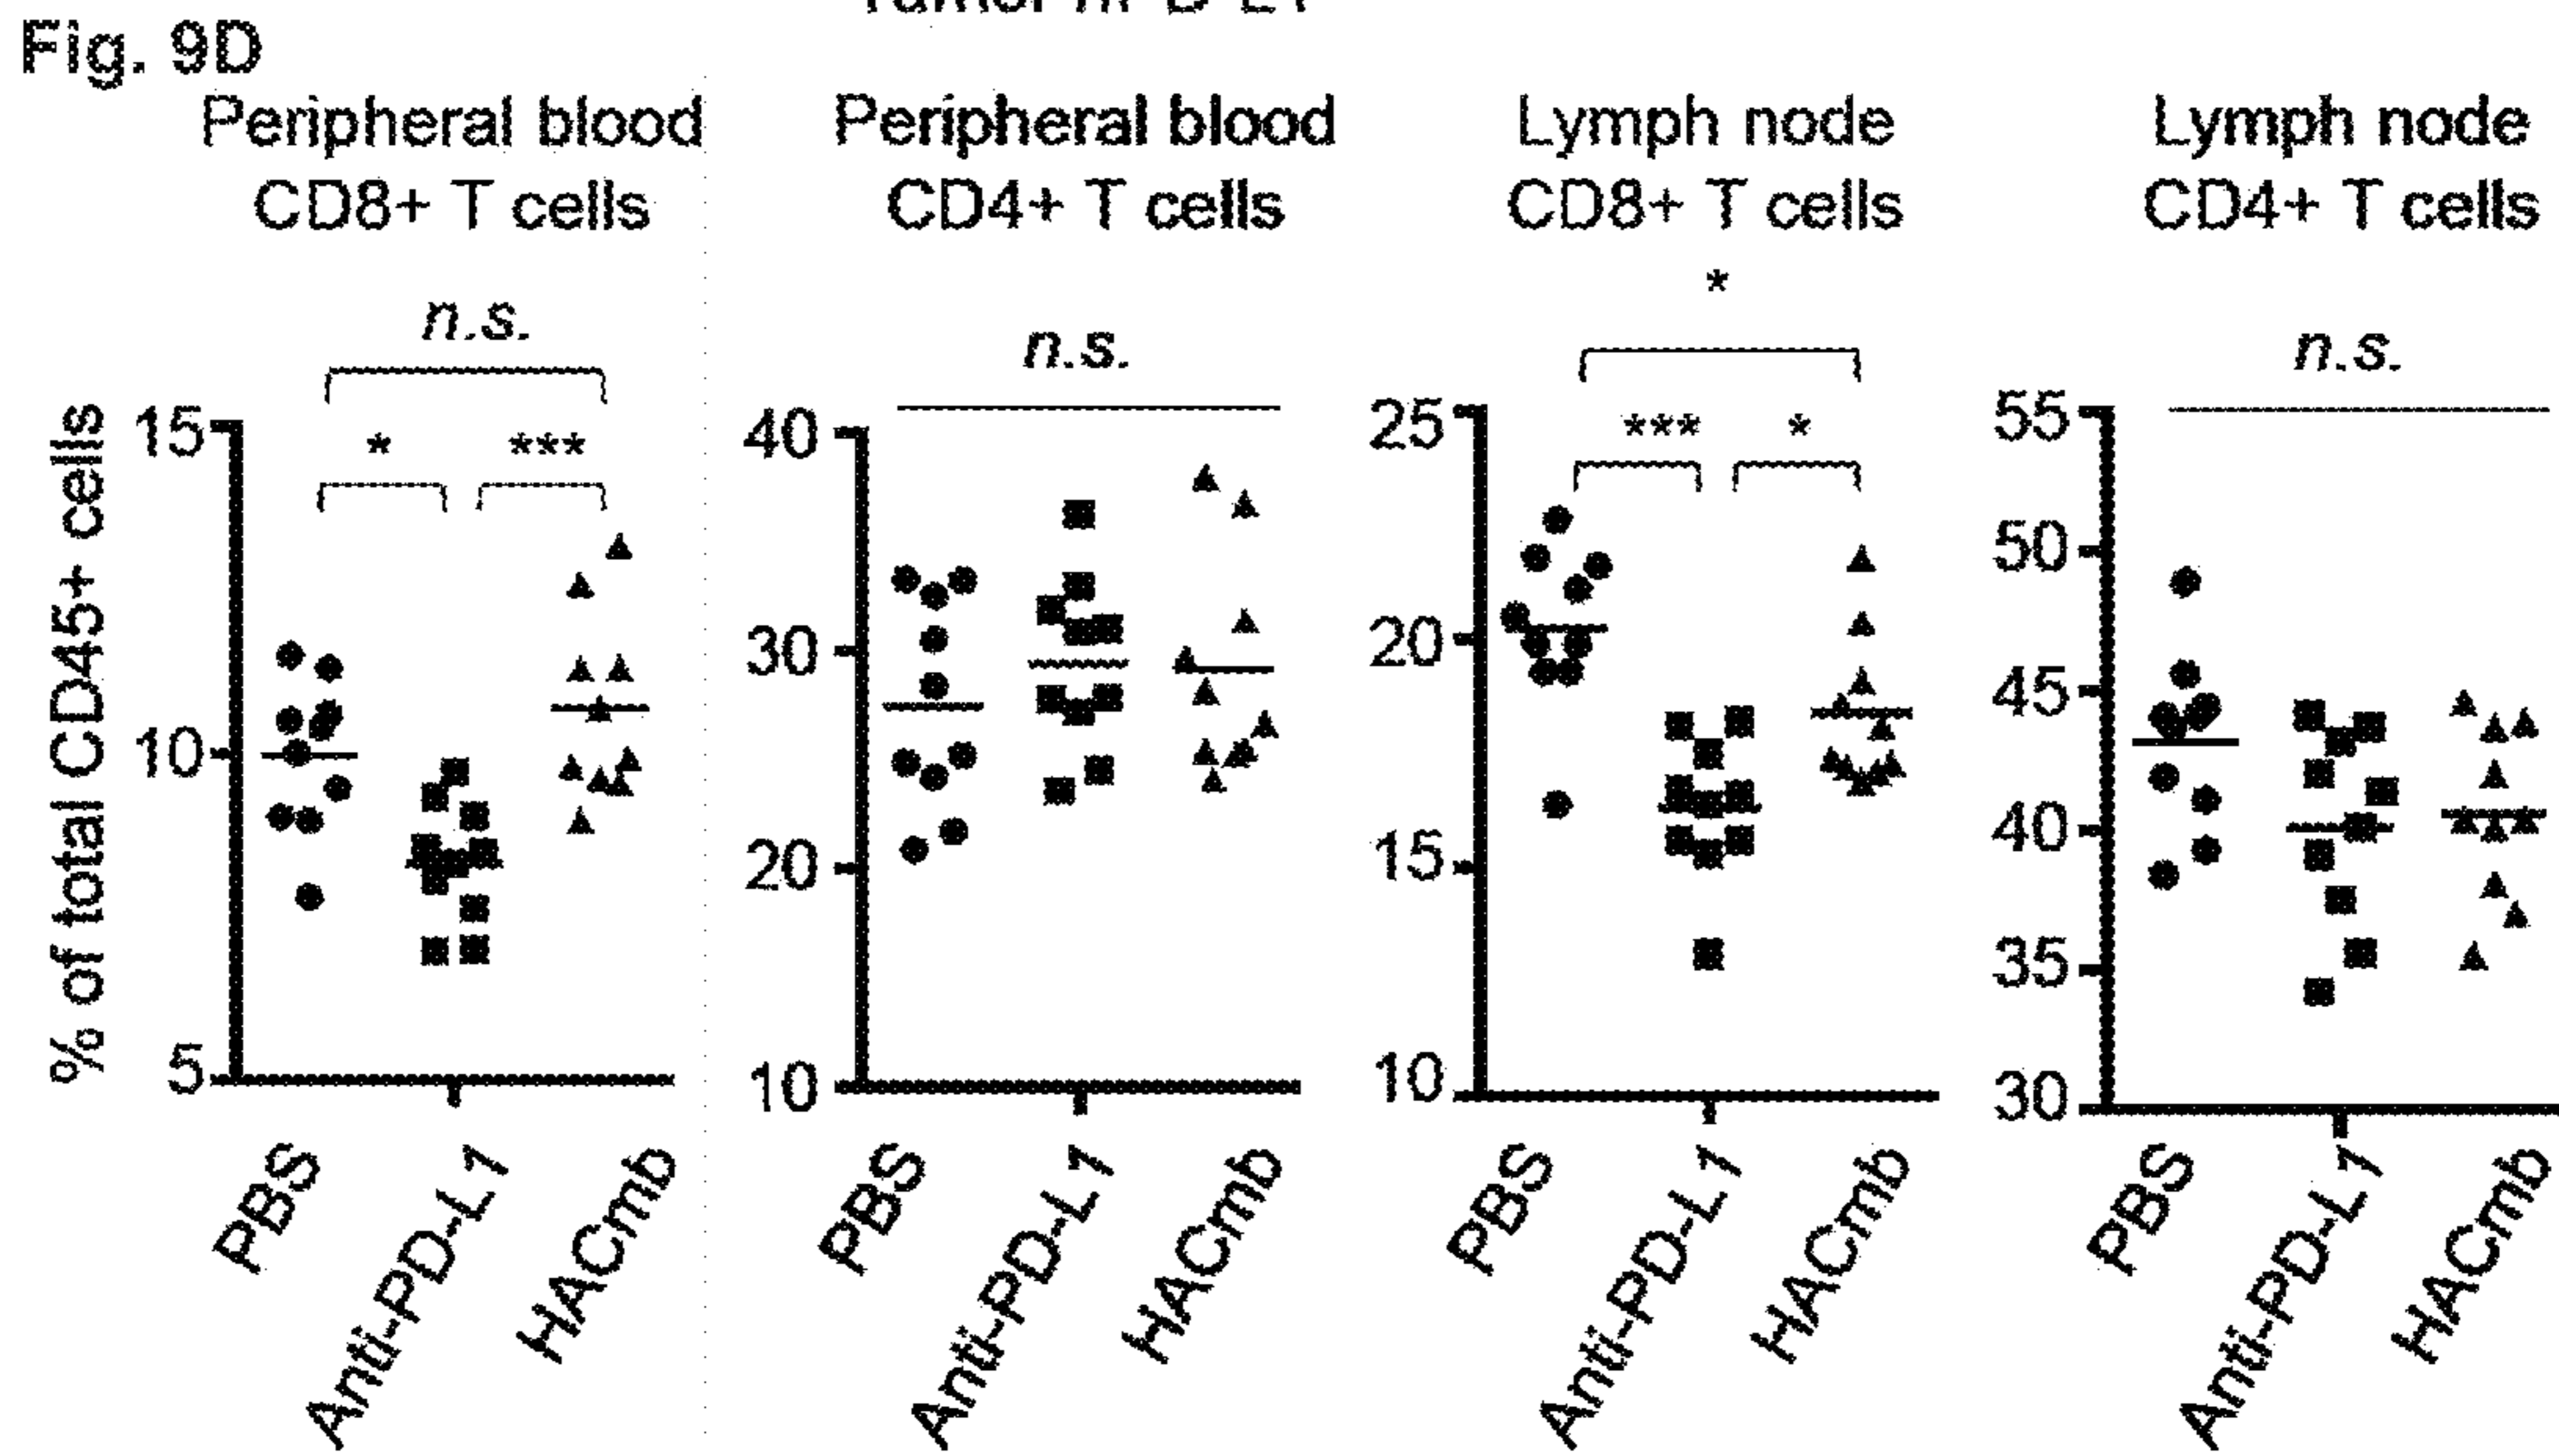 Fig. 9D
Peripheral blood
CD8+ T cells
Peripheral blood
CD4+ T cells
Lymph node
CD8+ T cells
Lymph node
CD4+ T cells
% of total CD45+ cells
n.s.
*
***
15
10
5
PBS
Anti-PD-L1
HACmb
n.s.
40
30
20
10
PBS
Anti-PD-L1
HACmb
*
***
*
25
20
15
10
PBS
Anti-PD-L1
HACmb
n.s.
55
50
45
40
35
30
PBS
Anti-PD-L1
HACmb